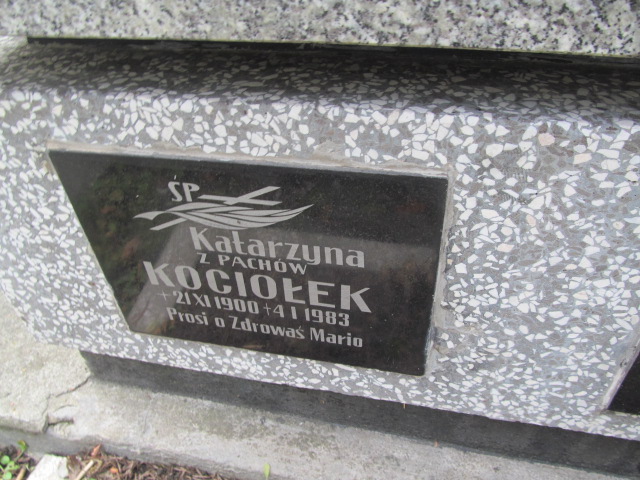 ŚP
Katarzyna
Z PACHÓW
KOCIOŁEK
+21 XI 1900 +4 I 1983
Prosi o Zdrowaś Mario